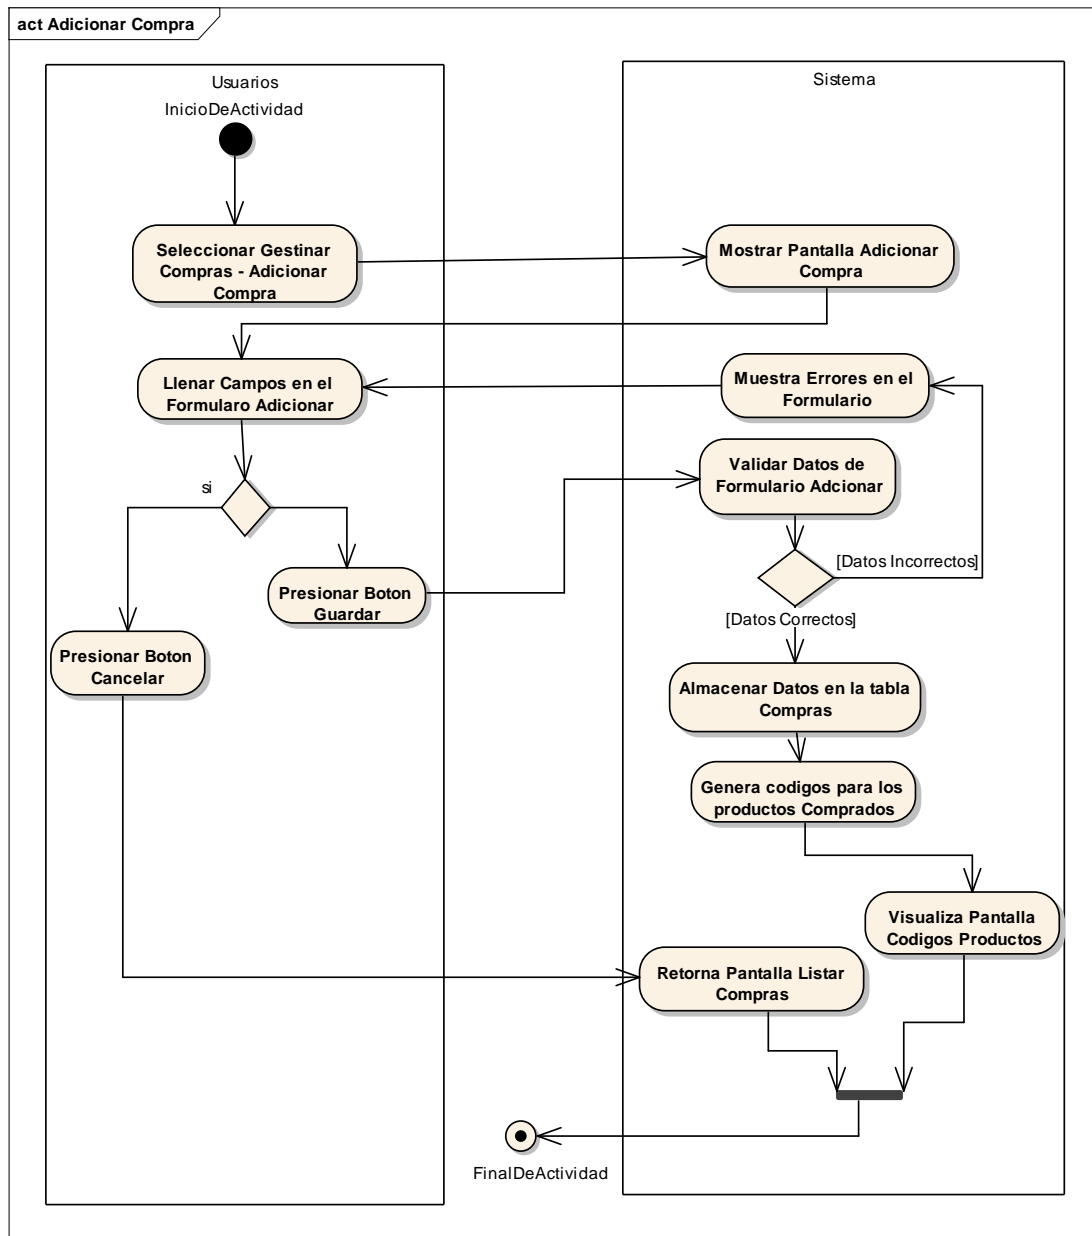 act Adicionar Compra
Usuarios
Sistema
InicioDeActividad
Seleccionar Gestinar
Compras - Adicionar
Compra
Mostrar Pantalla Adicionar
Compra
Llenar Campos en el
Formularo Adicionar
Muestra Errores en el
Formulario
Validar Datos de
Formulario Adcionar
si
[Datos Incorrectos]
Presionar Boton
Guardar
[Datos Correctos]
Presionar Boton
Cancelar
Almacenar Datos en la tabla
Compras
Genera codigos para los
productos Comprados
Visualiza Pantalla
Codigos Productos
Retorna Pantalla Listar
Compras
FinalDeActividad